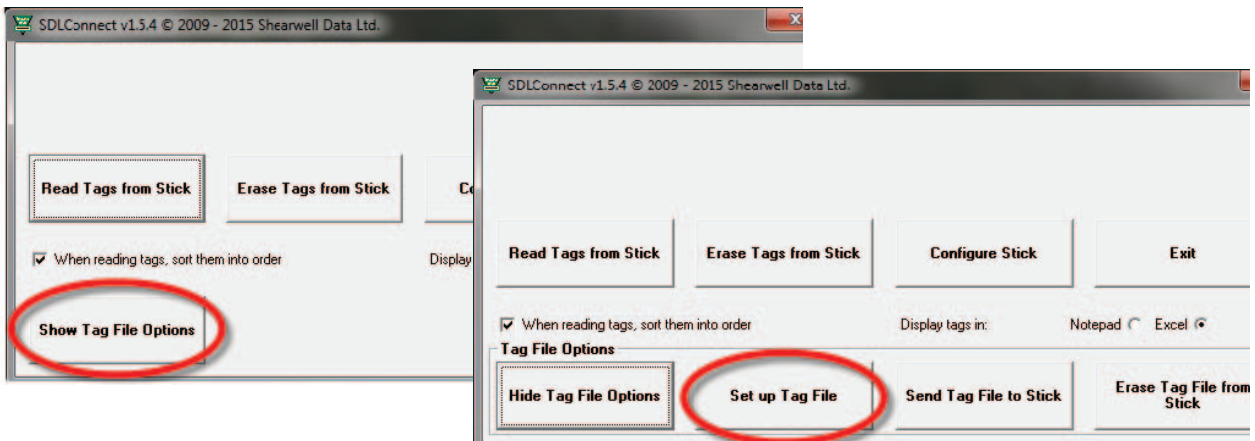 SDLConnect v1.5.4 © 2009 - 2015 Shearwell Data Ltd.
Read Tags from Stick
Erase Tags from Stick
When reading tags, sort them into order
Display
Show Tag File Options
SDLConnect v1.5.4 © 2009 - 2015 Shearwell Data Ltd.
Read Tags from Stick
Erase Tags from Stick
Configure Stick
Exit
When reading tags, sort them into order
Display tags in:
Notepad
Excel
Tag File Options
Hide Tag File Options
Set up Tag File
Send Tag File to Stick
Erase Tag File from
Stick